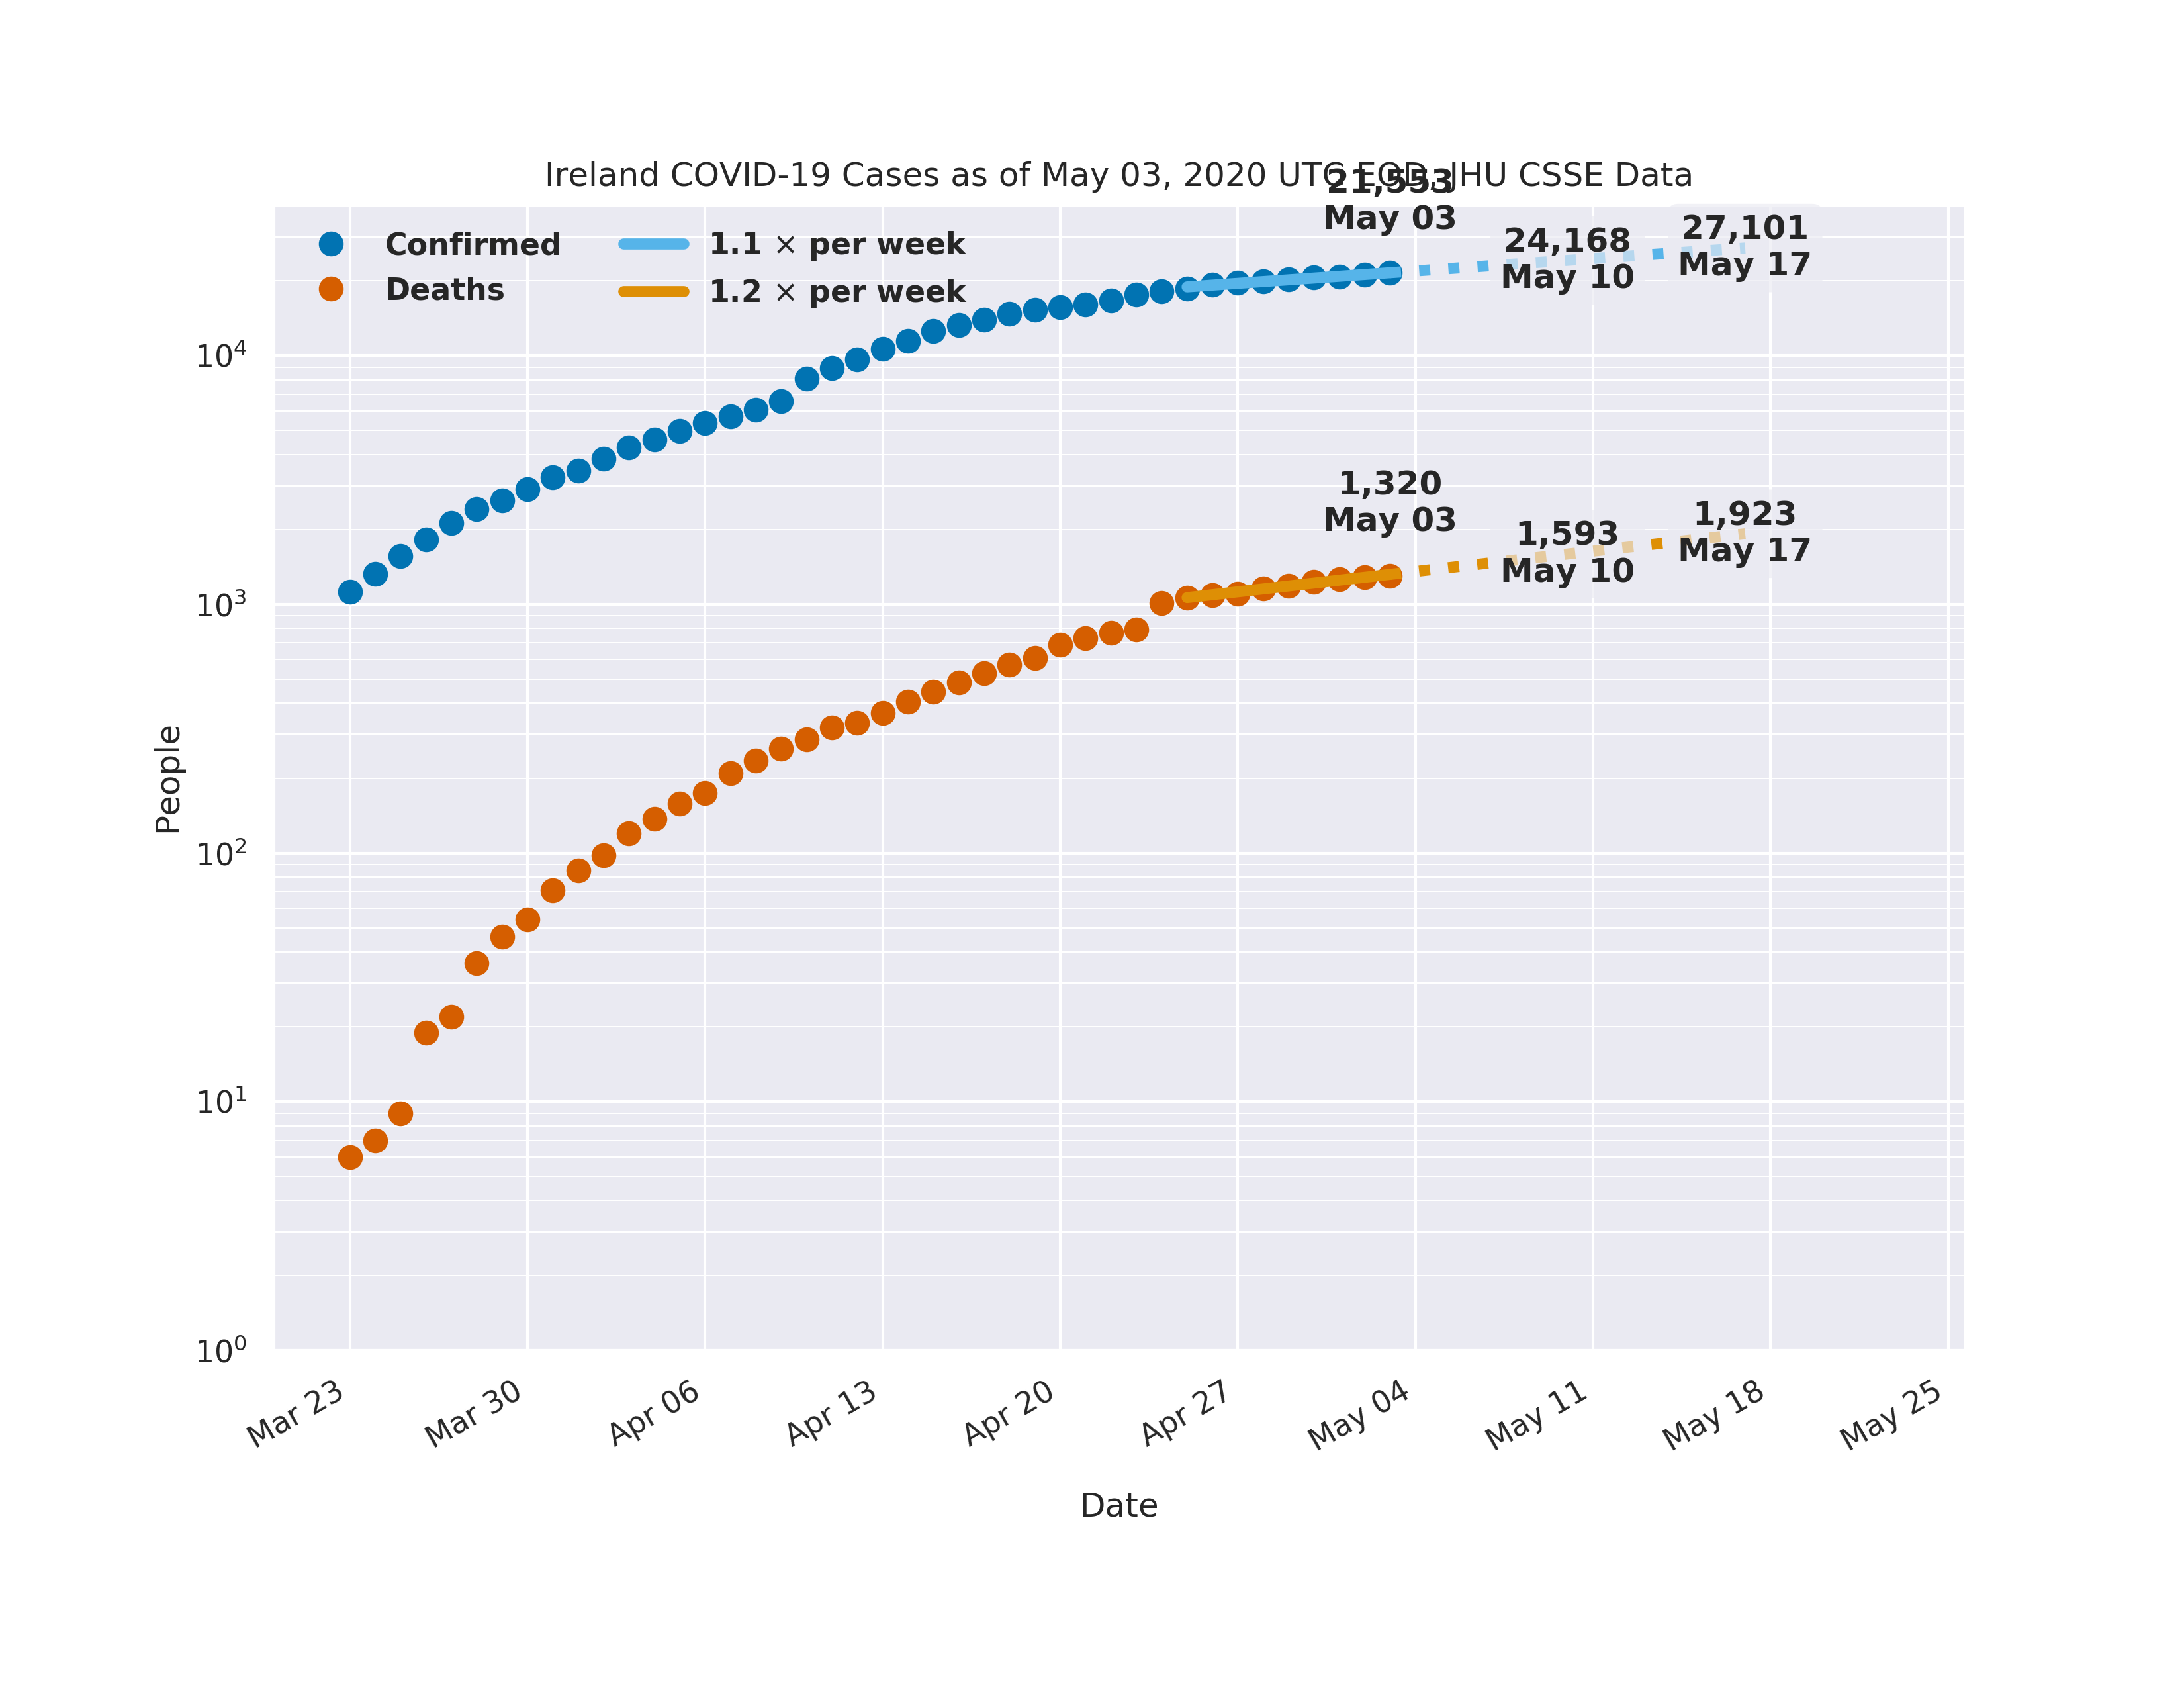 Ireland COVID-19 Cases as of May 03, 2020 UTC EOD, JHU CSSE Data
21,553
May 03
24,168
May 10
27,101
May 17
Confirmed
Deaths
1.1 × per week
1.2 × per week
1,320
May 03
1,593
May 10
1,923
May 17
People
10⁴
10³
10²
10¹
10⁰
Mar 23
Mar 30
Apr 06
Apr 13
Apr 20
Apr 27
May 04
May 11
May 18
May 25
Date